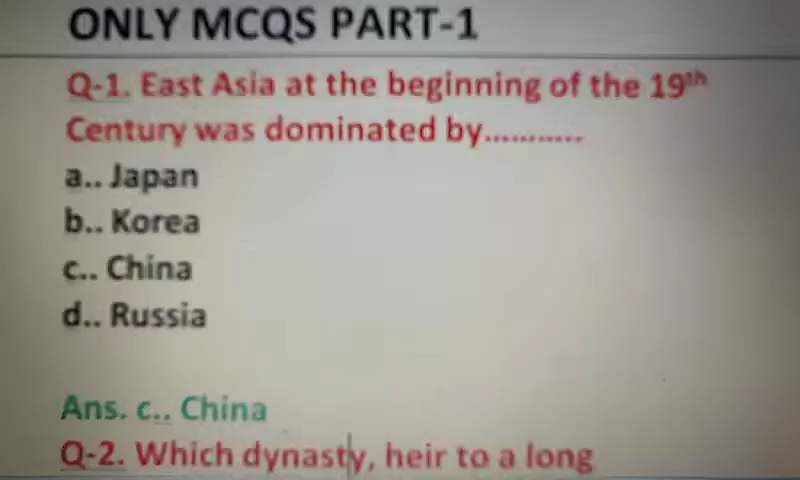 ONLY MCQS PART-1
Q-1. East Asia at the beginning of the 19th
Century was dominated by...........
a.. Japan
b.. Korea
c.. China
d.. Russia
Ans. c.. China
Q-2. Which dynasty, heir to a long